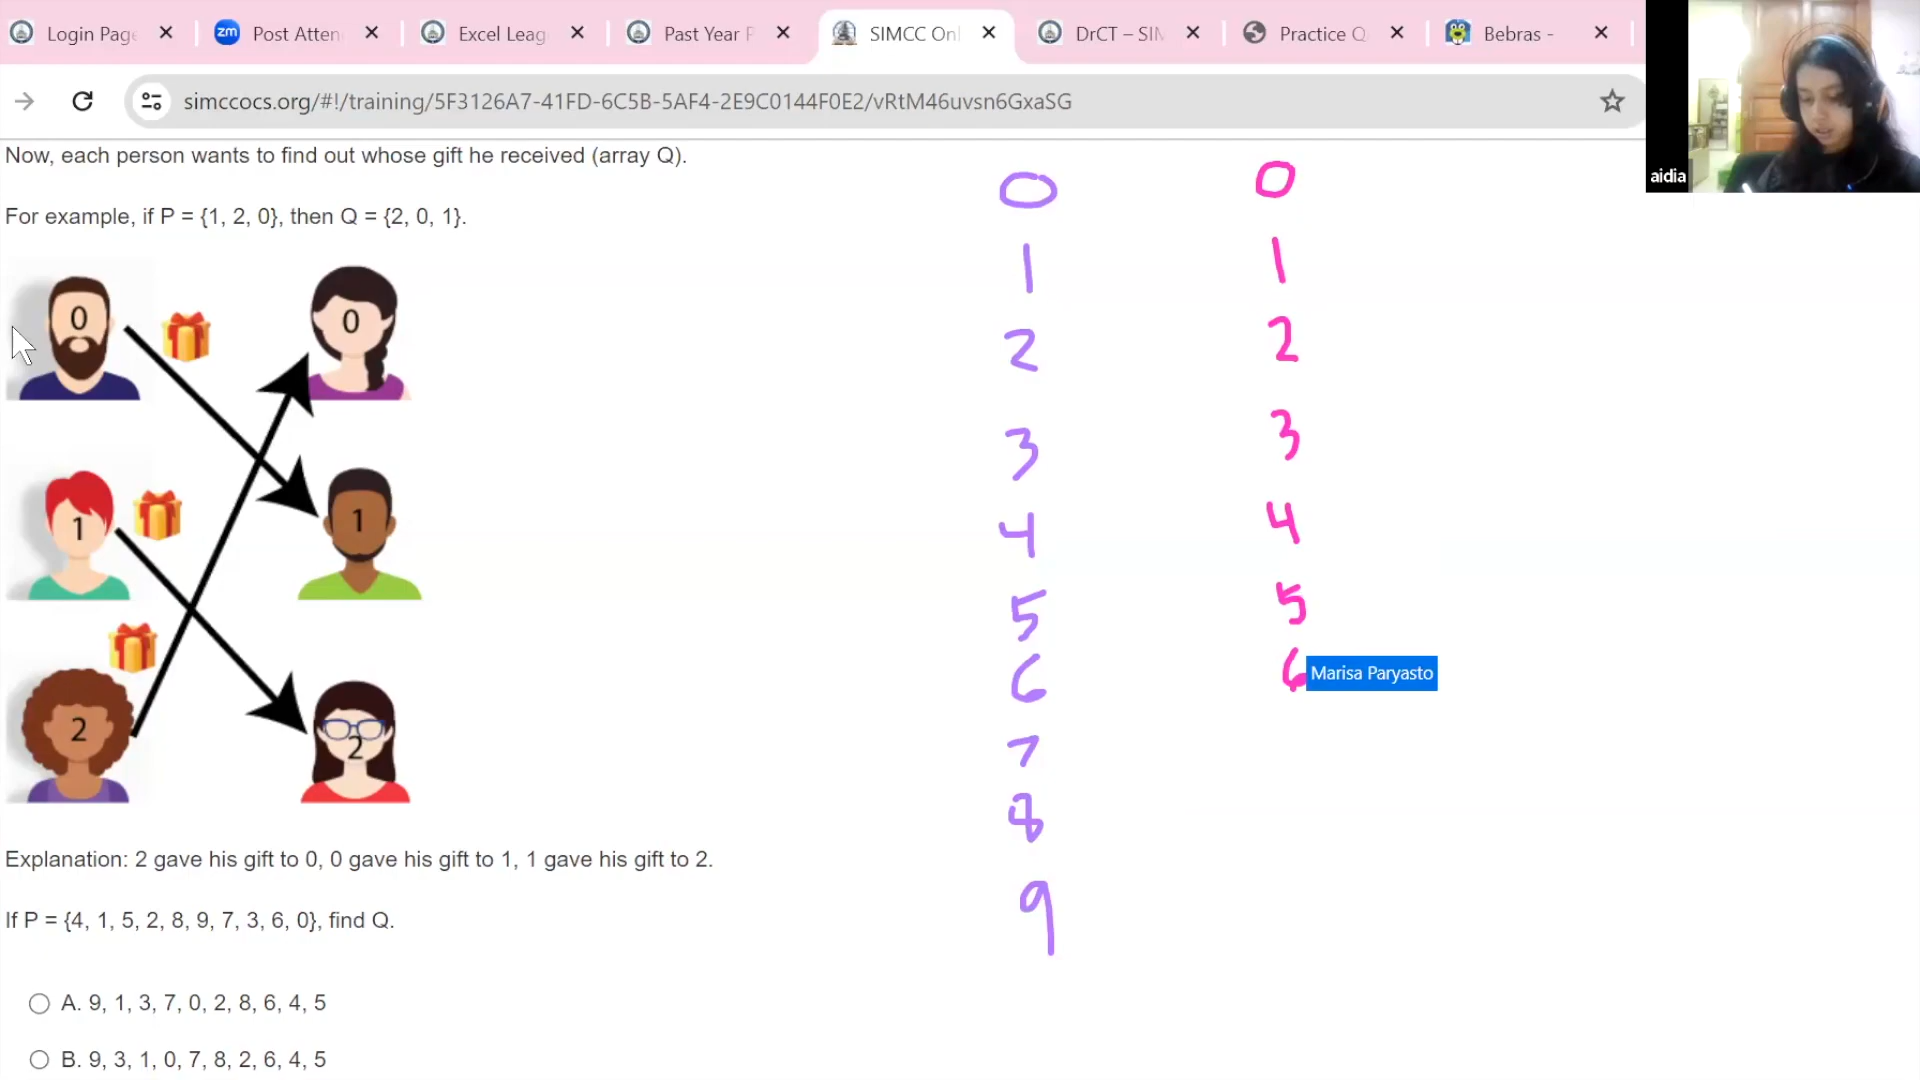 Login Page
Post Atten
Excel Leag
Past Year P
SIMCC Onl
DrCT – SIM
Practice Q
Bebras -
zm
simccocs.org/#!/training/5F3126A7-41FD-6C5B-5AF4-2E9C0144F0E2/vRtM46uvsn6GxaSG
aidia
Now, each person wants to find out whose gift he received (array Q).
For example, if P = {1, 2, 0}, then Q = {2, 0, 1}.
0 0
1 1
2 2
0 0
1 1
2 2
3 3
4 4
5 5
6 6
Marisa Paryasto
7
8
9
Explanation: 2 gave his gift to 0, 0 gave his gift to 1, 1 gave his gift to 2.
If P = {4, 1, 5, 2, 8, 9, 7, 3, 6, 0}, find Q.
A. 9, 1, 3, 7, 0, 2, 8, 6, 4, 5
B. 9, 3, 1, 0, 7, 8, 2, 6, 4, 5